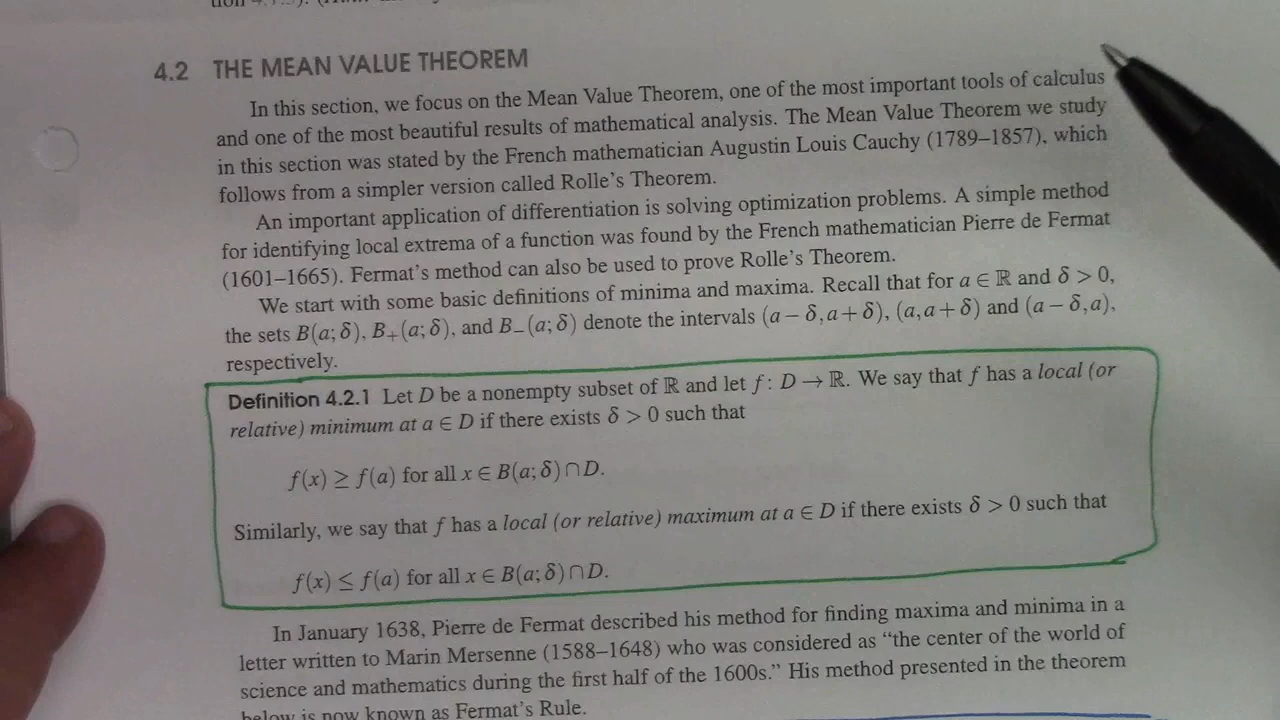 4.2 THE MEAN VALUE THEOREM
In this section, we focus on the Mean Value Theorem, one of the most important tools of calculus
and one of the most beautiful results of mathematical analysis. The Mean Value Theorem we study
in this section was stated by the French mathematician Augustin Louis Cauchy (1789–1857), which
follows from a simpler version called Rolle's Theorem.
An important application of differentiation is solving optimization problems. A simple method
for identifying local extrema of a function was found by the French mathematician Pierre de Fermat
(1601–1665). Fermat's method can also be used to prove Rolle's Theorem.
We start with some basic definitions of minima and maxima. Recall that for a ∈ ℝ and δ > 0,
the sets B(a; δ), B₊(a; δ), and B₋(a; δ) denote the intervals (a − δ, a + δ), (a, a + δ) and (a − δ, a),
respectively.
Definition 4.2.1 Let D be a nonempty subset of ℝ and let f : D → ℝ. We say that f has a local (or
relative) minimum at a ∈ D if there exists δ > 0 such that
f(x) ≥ f(a) for all x ∈ B(a; δ) ∩ D.
Similarly, we say that f has a local (or relative) maximum at a ∈ D if there exists δ > 0 such that
f(x) ≤ f(a) for all x ∈ B(a; δ) ∩ D.
In January 1638, Pierre de Fermat described his method for finding maxima and minima in a
letter written to Marin Mersenne (1588–1648) who was considered as "the center of the world of
science and mathematics during the first half of the 1600s." His method presented in the theorem
below is now known as Fermat's Rule.